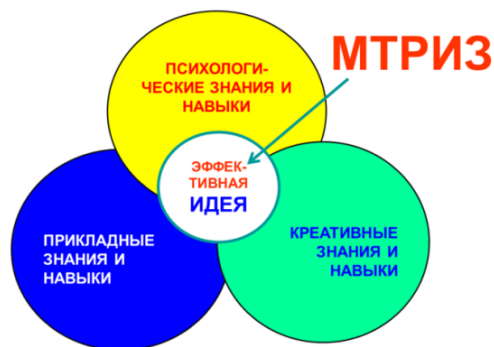 МТРИЗ
ПСИХОЛОГИ-
ЧЕСКИЕ ЗНАНИЯ И
НАВЫКИ
ЭФФЕК-
ТИВНАЯ
ИДЕЯ
ПРИКЛАДНЫЕ
ЗНАНИЯ И
НАВЫКИ
КРЕАТИВНЫЕ
ЗНАНИЯ И
НАВЫКИ